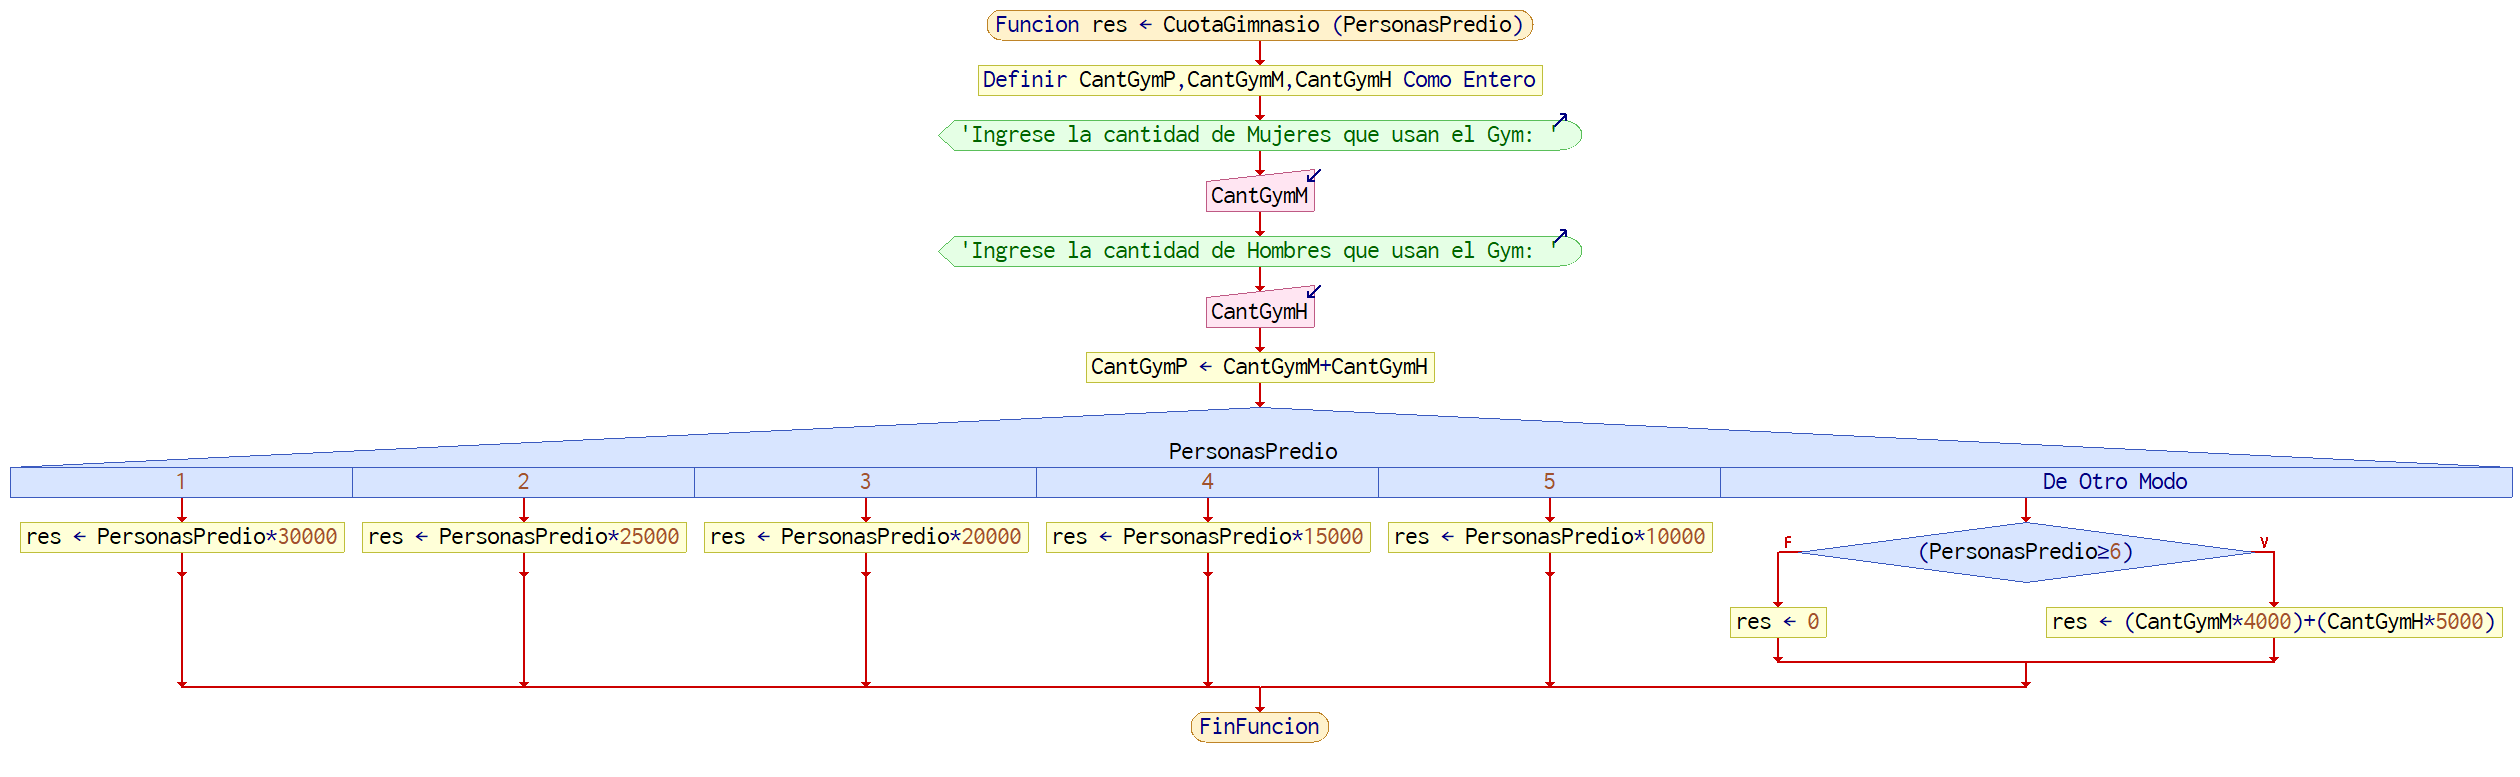 Funcion res ← CuotaGimnasio (PersonasPredio)
Definir CantGymP,CantGymM,CantGymH Como Entero
'Ingrese la cantidad de Mujeres que usan el Gym: '
CantGymM
'Ingrese la cantidad de Hombres que usan el Gym: '
CantGymH
CantGymP ← CantGymM+CantGymH
PersonasPredio
1 2 3 4 5 De Otro Modo
res ← PersonasPredio*30000 res ← PersonasPredio*25000 res ← PersonasPredio*20000 res ← PersonasPredio*15000 res ← PersonasPredio*10000
F (PersonasPredio≥6) V
res ← 0 res ← (CantGymM*4000)+(CantGymH*5000)
FinFuncion